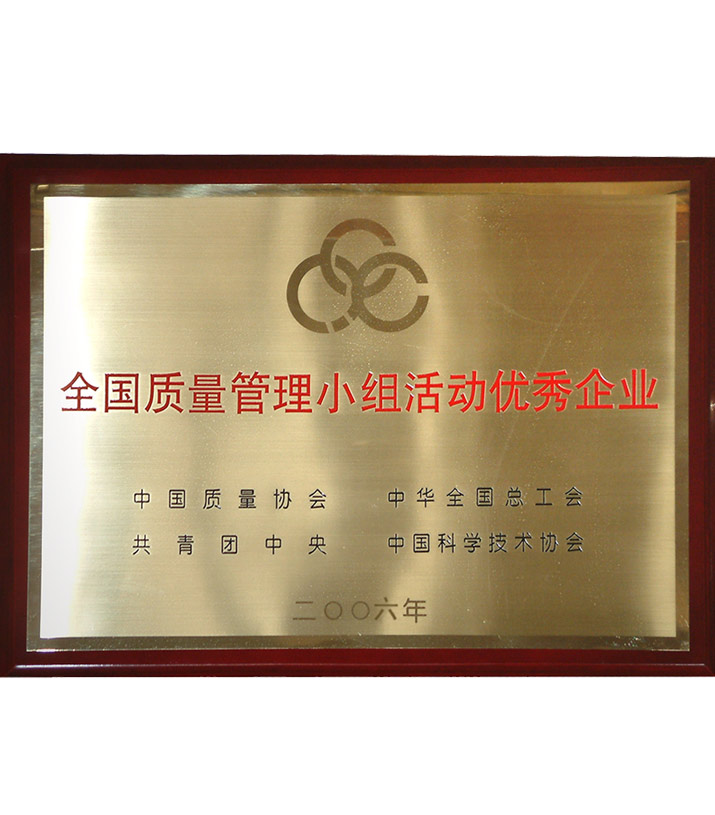 全国质量管理小组活动优秀企业
中国质量协会 中华全国总工会
共青团中央 中国科学技术协会
二〇〇六年